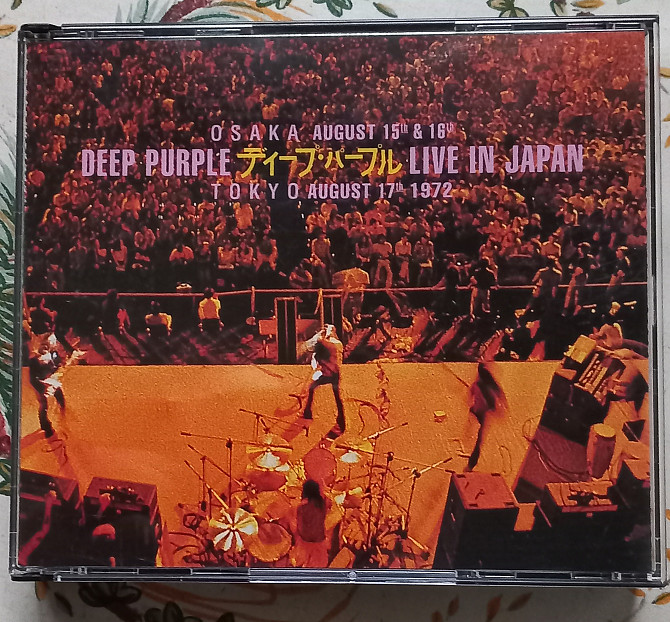 OSAKA AUGUST 15th & 16th
DEEP PURPLE ディープ・パープル LIVE IN JAPAN
TOKYO AUGUST 17th 1972